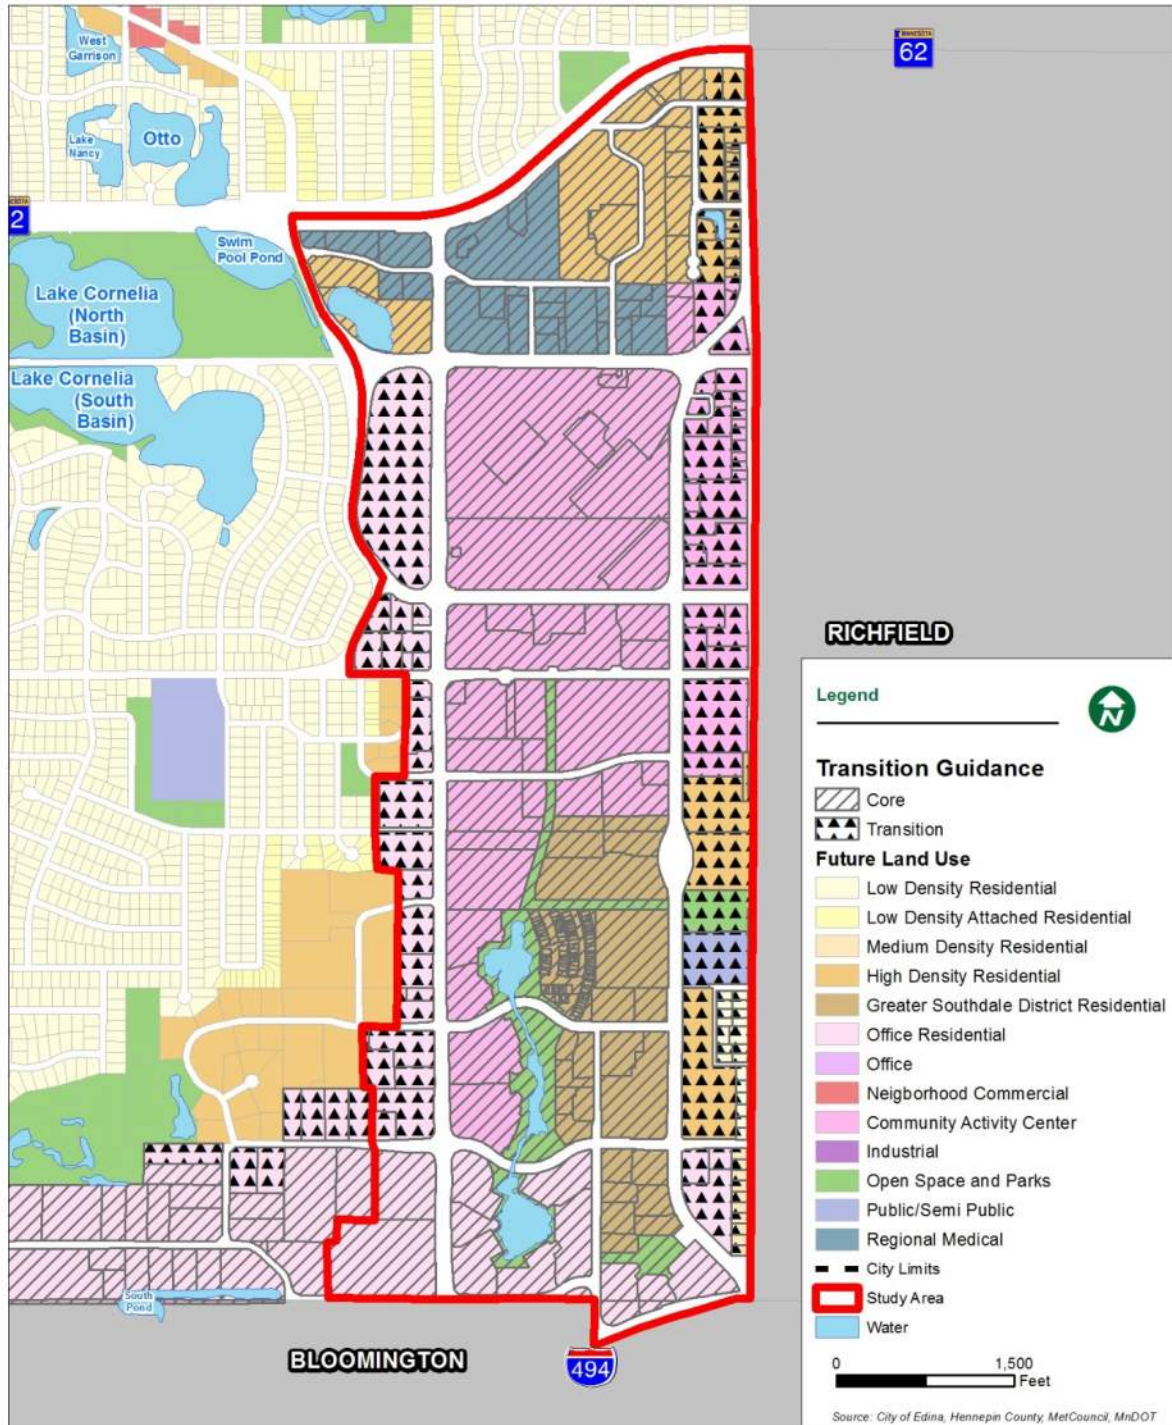 West
Garrison
MINNESOTA
62
Lake
Nancy
Otto
2
Swim
Pool Pond
Lake Cornelia
(North
Basin)
Lake Cornelia
(South
Basin)
RICHFIELD
Legend
N
Transition Guidance
Core
Transition
Future Land Use
Low Density Residential
Low Density Attached Residential
Medium Density Residential
High Density Residential
Greater Southdale District Residential
Office Residential
Office
Neigborhood Commercial
Community Activity Center
Industrial
Open Space and Parks
Public/Semi Public
Regional Medical
City Limits
Study Area
Water
0 1,500
Feet
Source: City of Edina, Hennepin County, MetCouncil, MnDOT
South
Pond
BLOOMINGTON
494